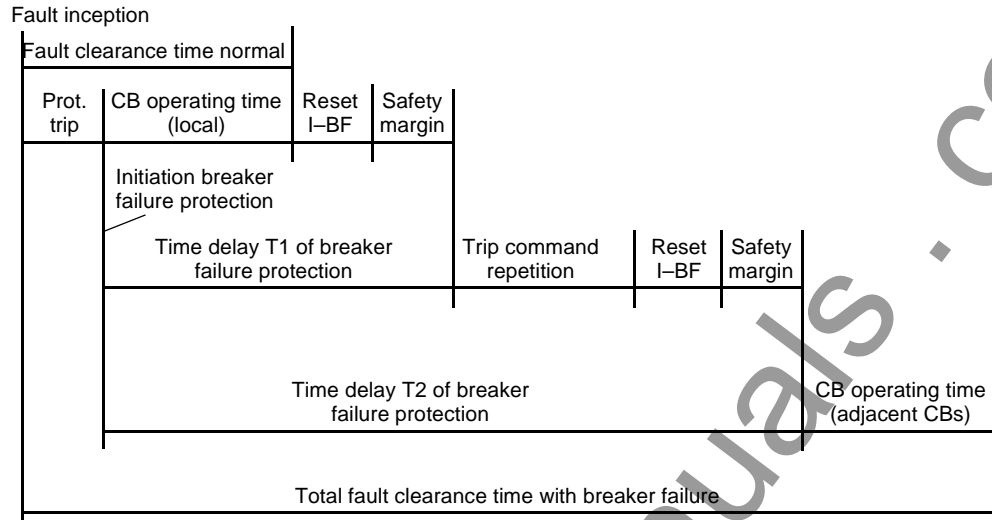 Fault inception
Fault clearance time normal
Prot.
trip
CB operating time
(local)
Reset
I–BF
Safety
margin
Initiation breaker
failure protection
Time delay T1 of breaker
failure protection
Trip command
repetition
Reset
I–BF
Safety
margin
Time delay T2 of breaker
failure protection
CB operating time
(adjacent CBs)
Total fault clearance time with breaker failure
uals . c